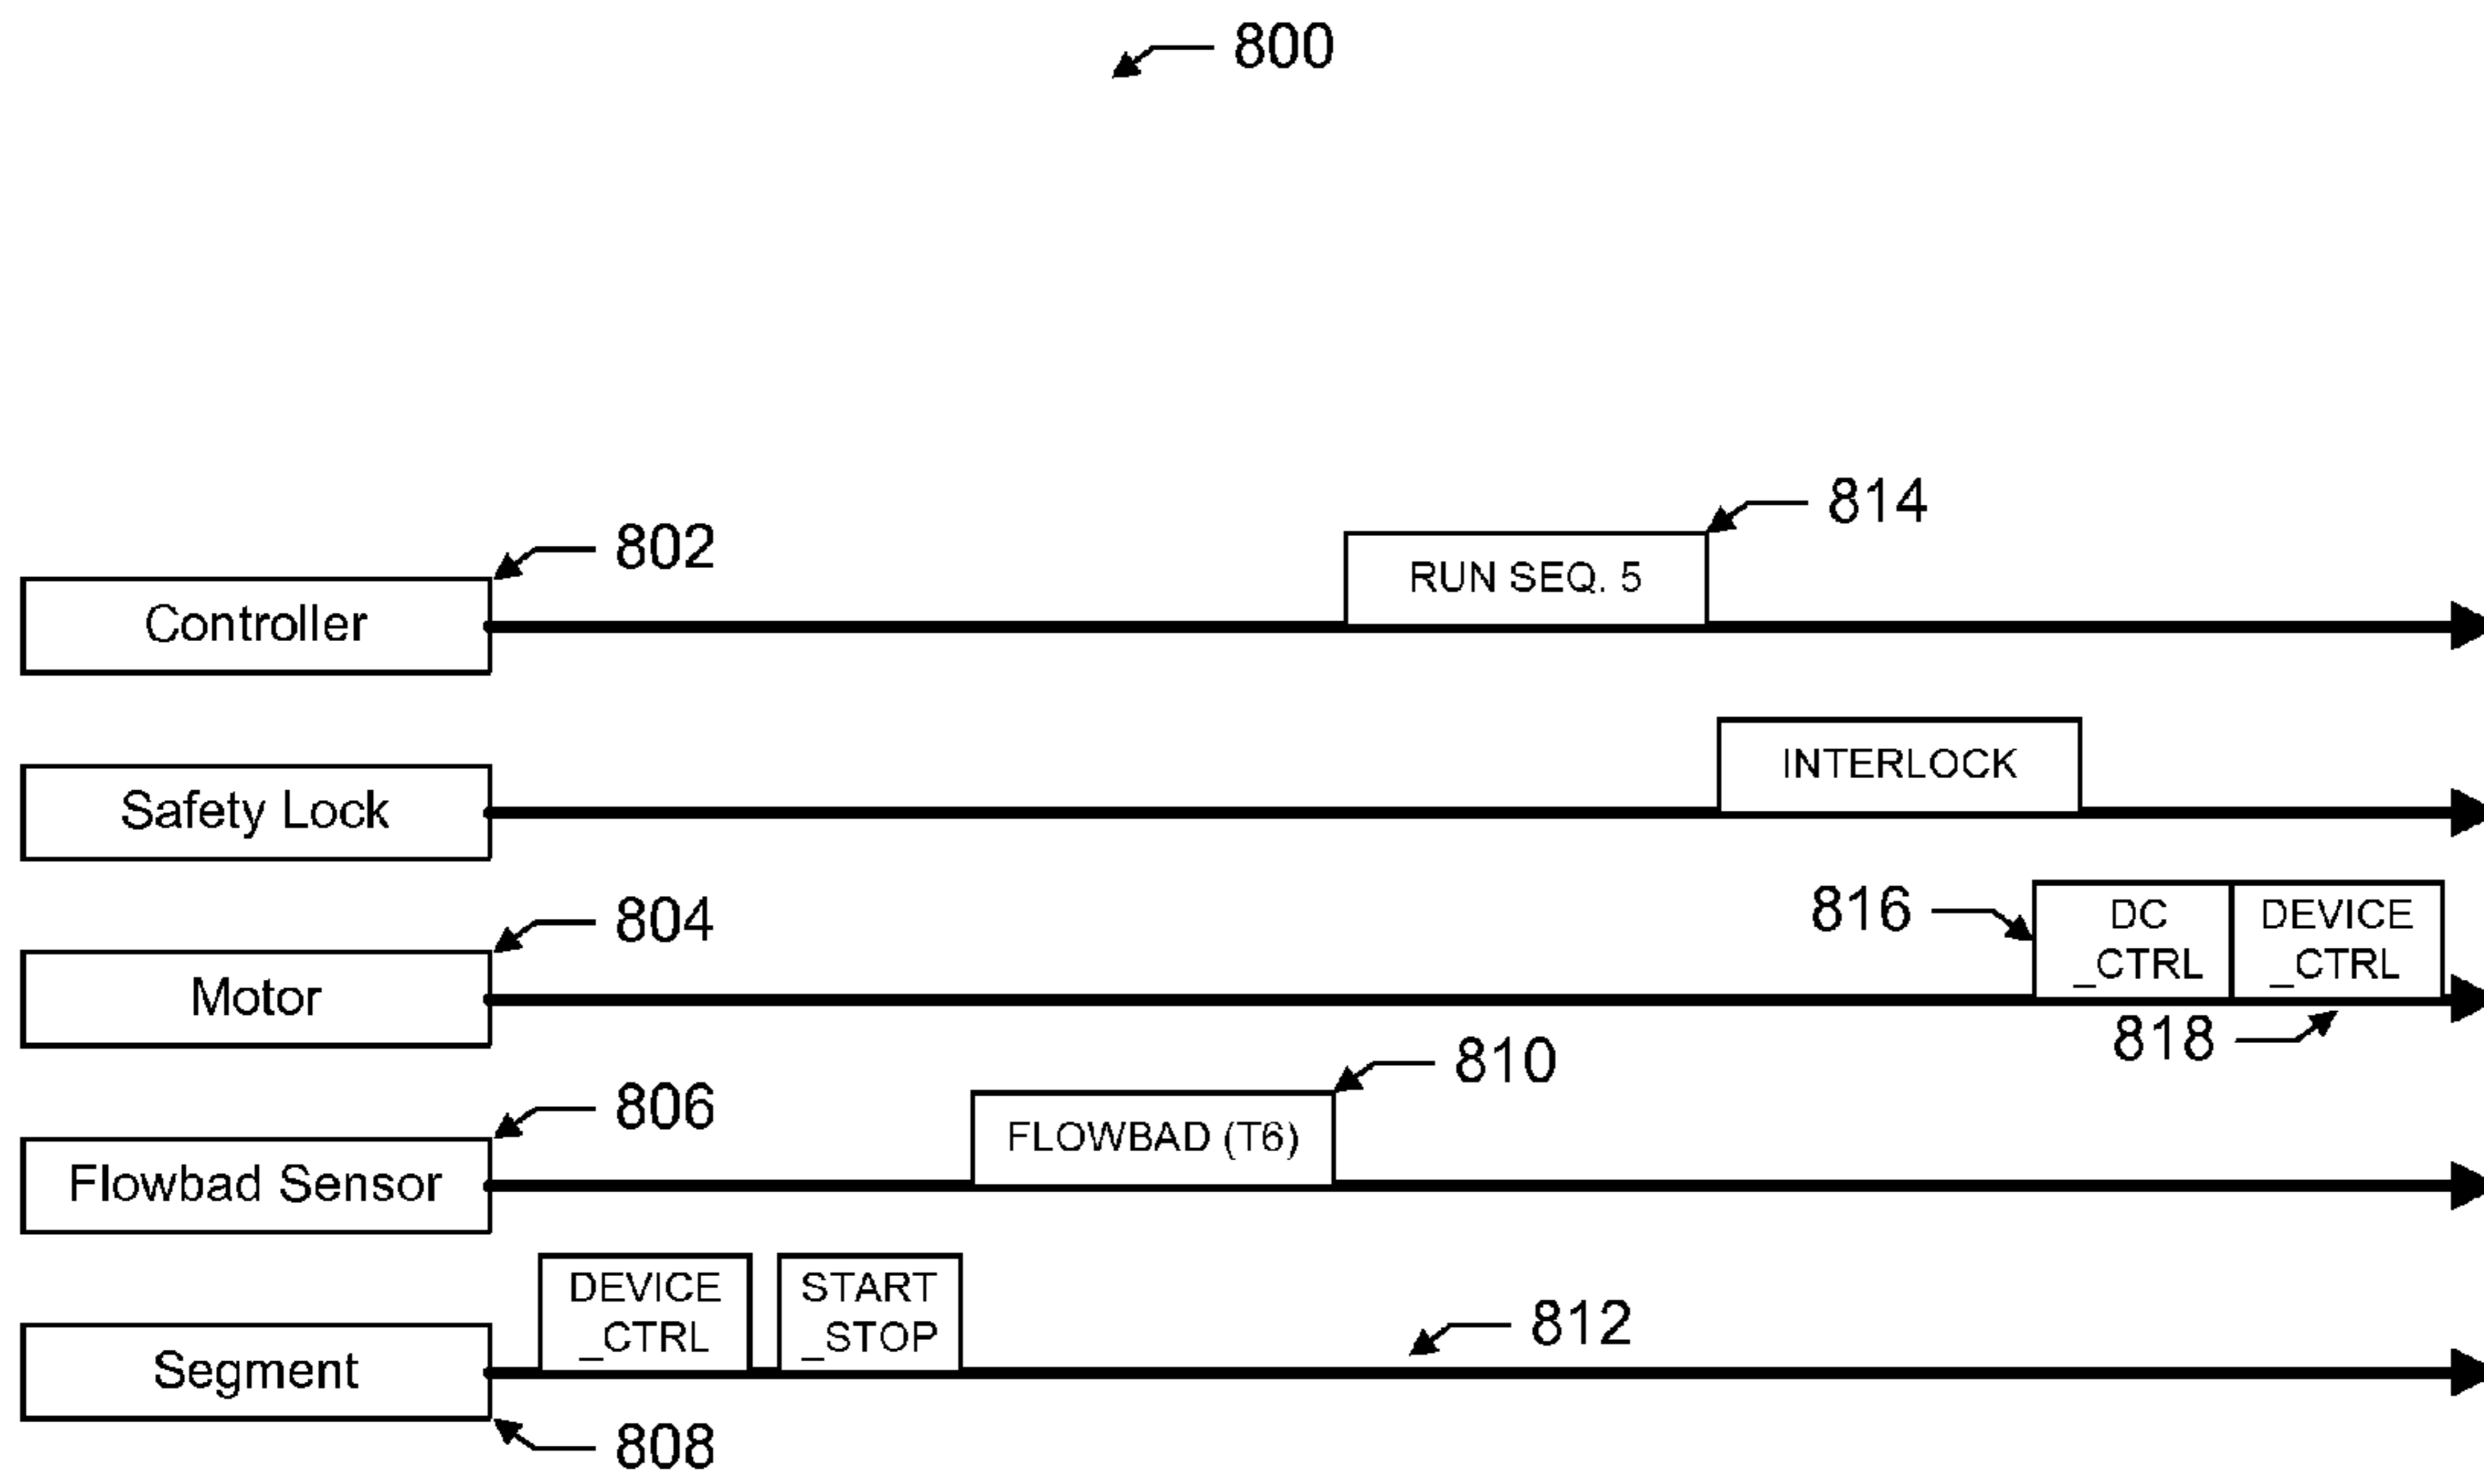 800
814
802
RUN SEQ. 5
Controller
INTERLOCK
Safety Lock
804
816
DC
_CTRL
DEVICE
_CTRL
Motor
818
810
806
FLOWBAD (T6)
Flowbad Sensor
DEVICE
_CTRL
START
_STOP
812
Segment
808